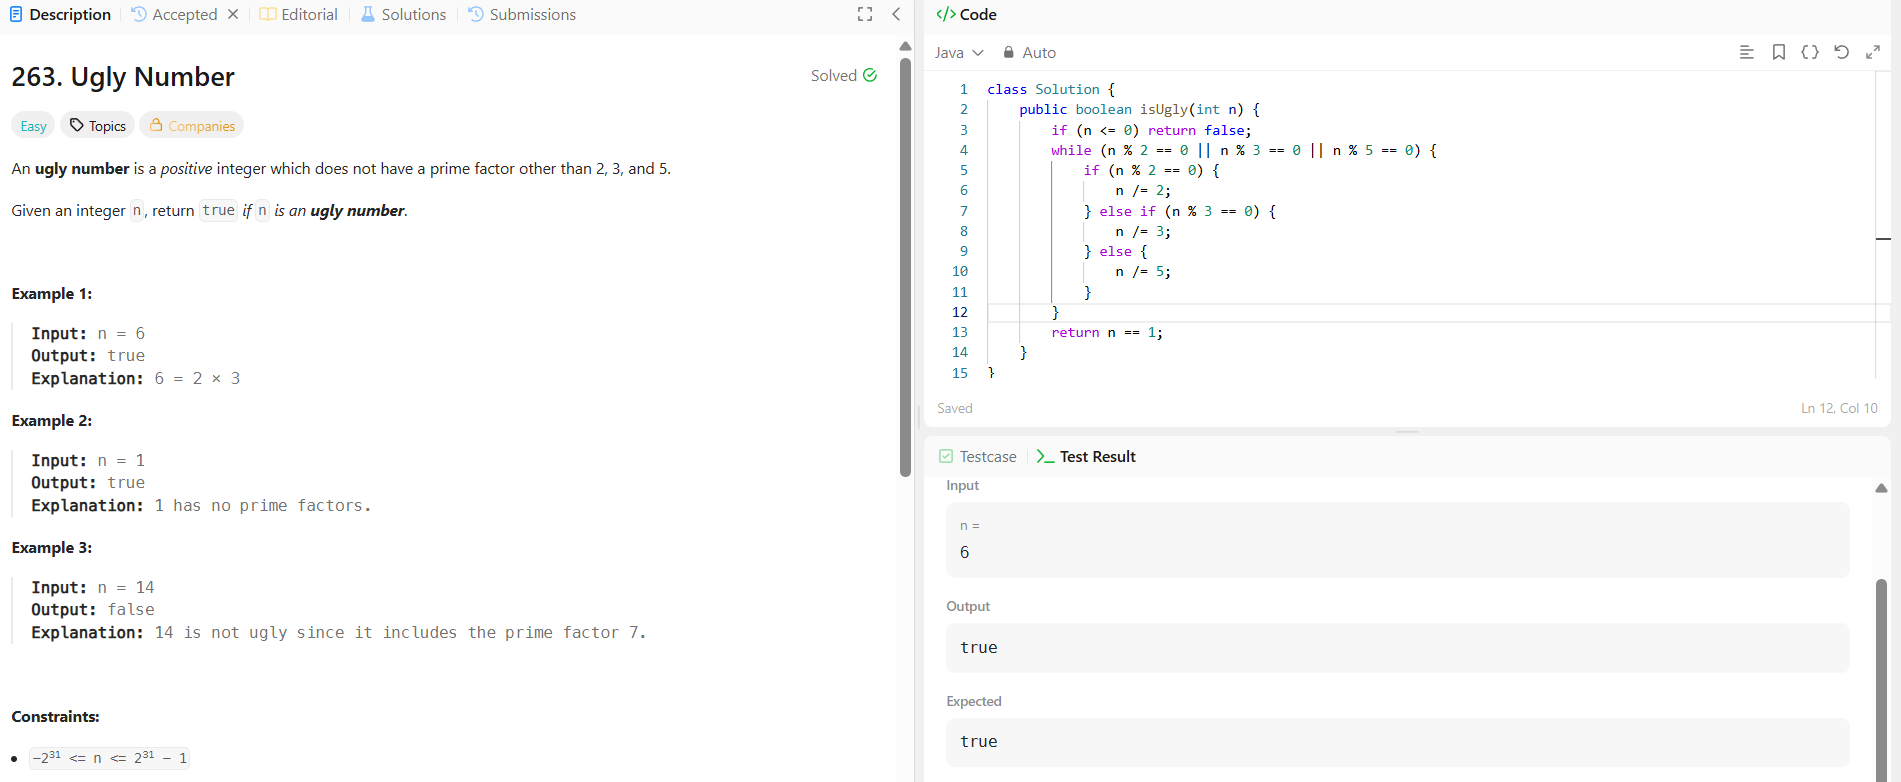 Description
Accepted
Editorial
Solutions
Submissions
263. Ugly Number
Solved
Easy
Topics
Companies
An ugly number is a positive integer which does not have a prime factor other than 2, 3, and 5.
Given an integer n, return true if n is an ugly number.
Example 1:
Input: n = 6
Output: true
Explanation: 6 = 2 × 3
Example 2:
Input: n = 1
Output: true
Explanation: 1 has no prime factors.
Example 3:
Input: n = 14
Output: false
Explanation: 14 is not ugly since it includes the prime factor 7.
Constraints:
• -2³¹ <= n <= 2³¹ - 1
</> Code
Java
Auto
1 class Solution {
2     public boolean isUgly(int n) {
3         if (n <= 0) return false;
4         while (n % 2 == 0 || n % 3 == 0 || n % 5 == 0) {
5             if (n % 2 == 0) {
6                 n /= 2;
7             } else if (n % 3 == 0) {
8                 n /= 3;
9             } else {
10                 n /= 5;
11             }
12         }
13         return n == 1;
14     }
15 }
Saved
Ln 12, Col 10
Testcase
Test Result
Input
n =
6
Output
true
Expected
true